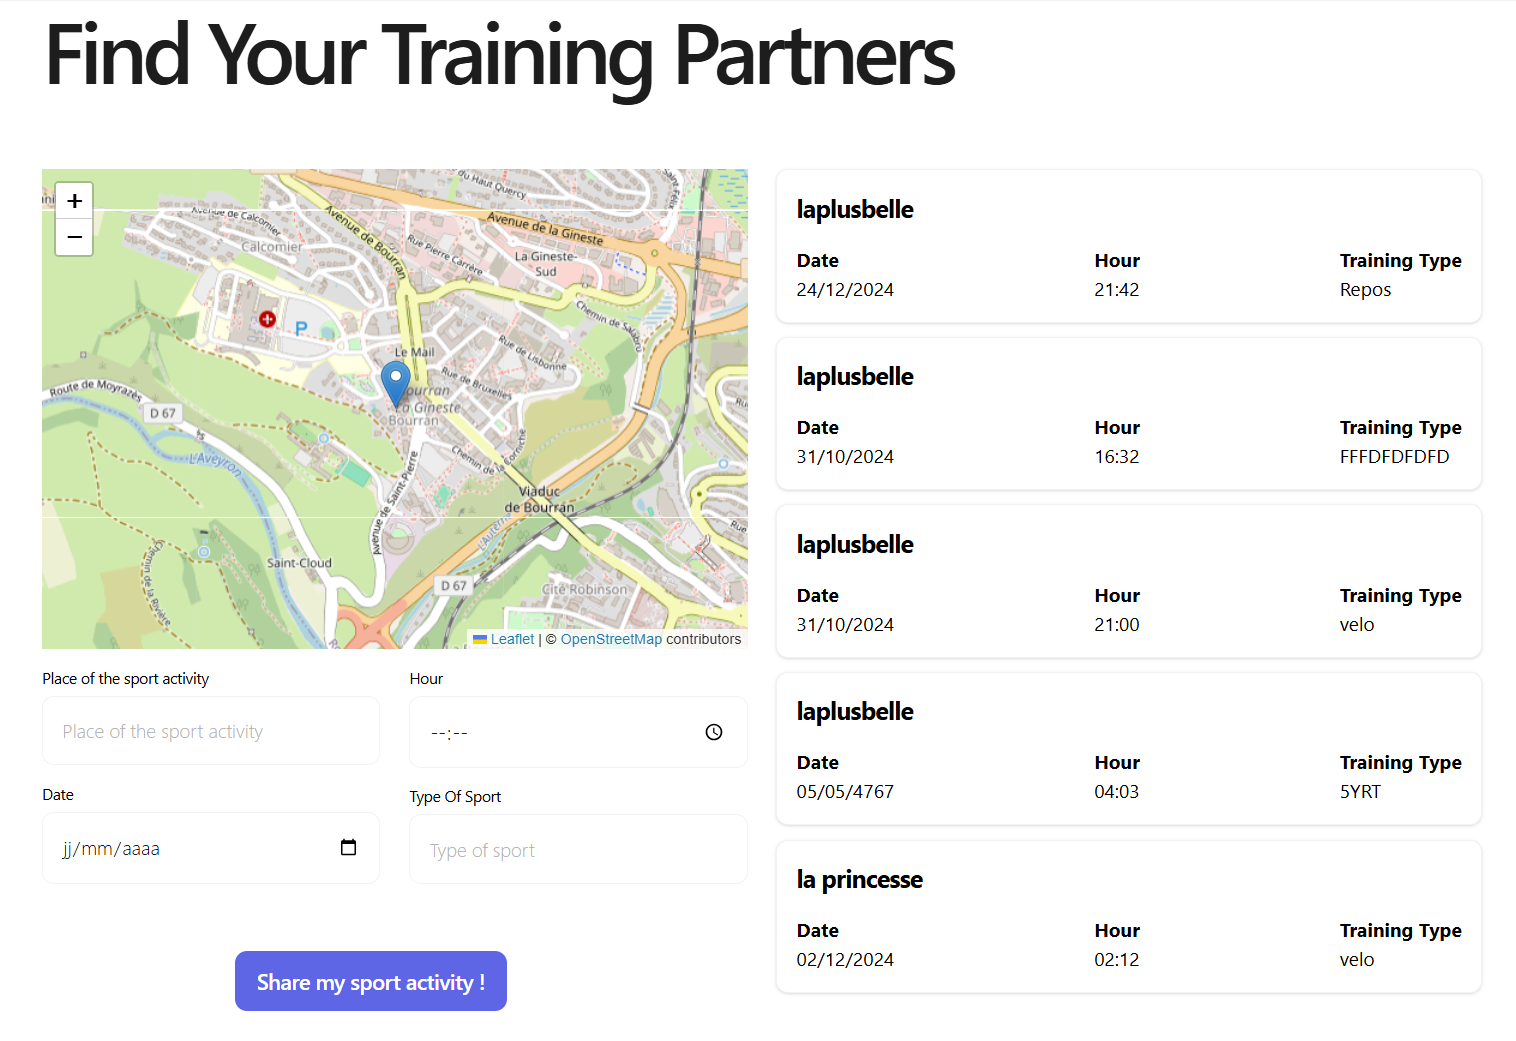 Find Your Training Partners
+
−
du Haut Quercy
Saint-Félix
Avenue de Calcomier
Calcomier
Avenue de Bourran
Avenue de la Gineste
Rue Pierre Carrère
La Gineste-
Sud
Chemin de Salabru
P
Le Mail
Rue de Lisbonne
Rue de Bruxelles
Bourran
La Gineste
Bourran
Route de Moyrazès
D 67
L'Aveyron
Chemin de la Corniche
Avenue de Saint-Pierre
Viaduc
de Bourran
Rue
Rue
L'Auterne
Chemin de la Rivière
Saint-Cloud
D 67
Cité Robinson
Leaflet | © OpenStreetMap contributors
Place of the sport activity
Place of the sport activity
Hour
--:--
Date
jj/mm/aaaa
Type Of Sport
Type of sport
Share my sport activity !
laplusbelle
Date Hour Training Type
24/12/2024 21:42 Repos
laplusbelle
Date Hour Training Type
31/10/2024 16:32 FFFDFDFDFD
laplusbelle
Date Hour Training Type
31/10/2024 21:00 velo
laplusbelle
Date Hour Training Type
05/05/4767 04:03 5YRT
la princesse
Date Hour Training Type
02/12/2024 02:12 velo